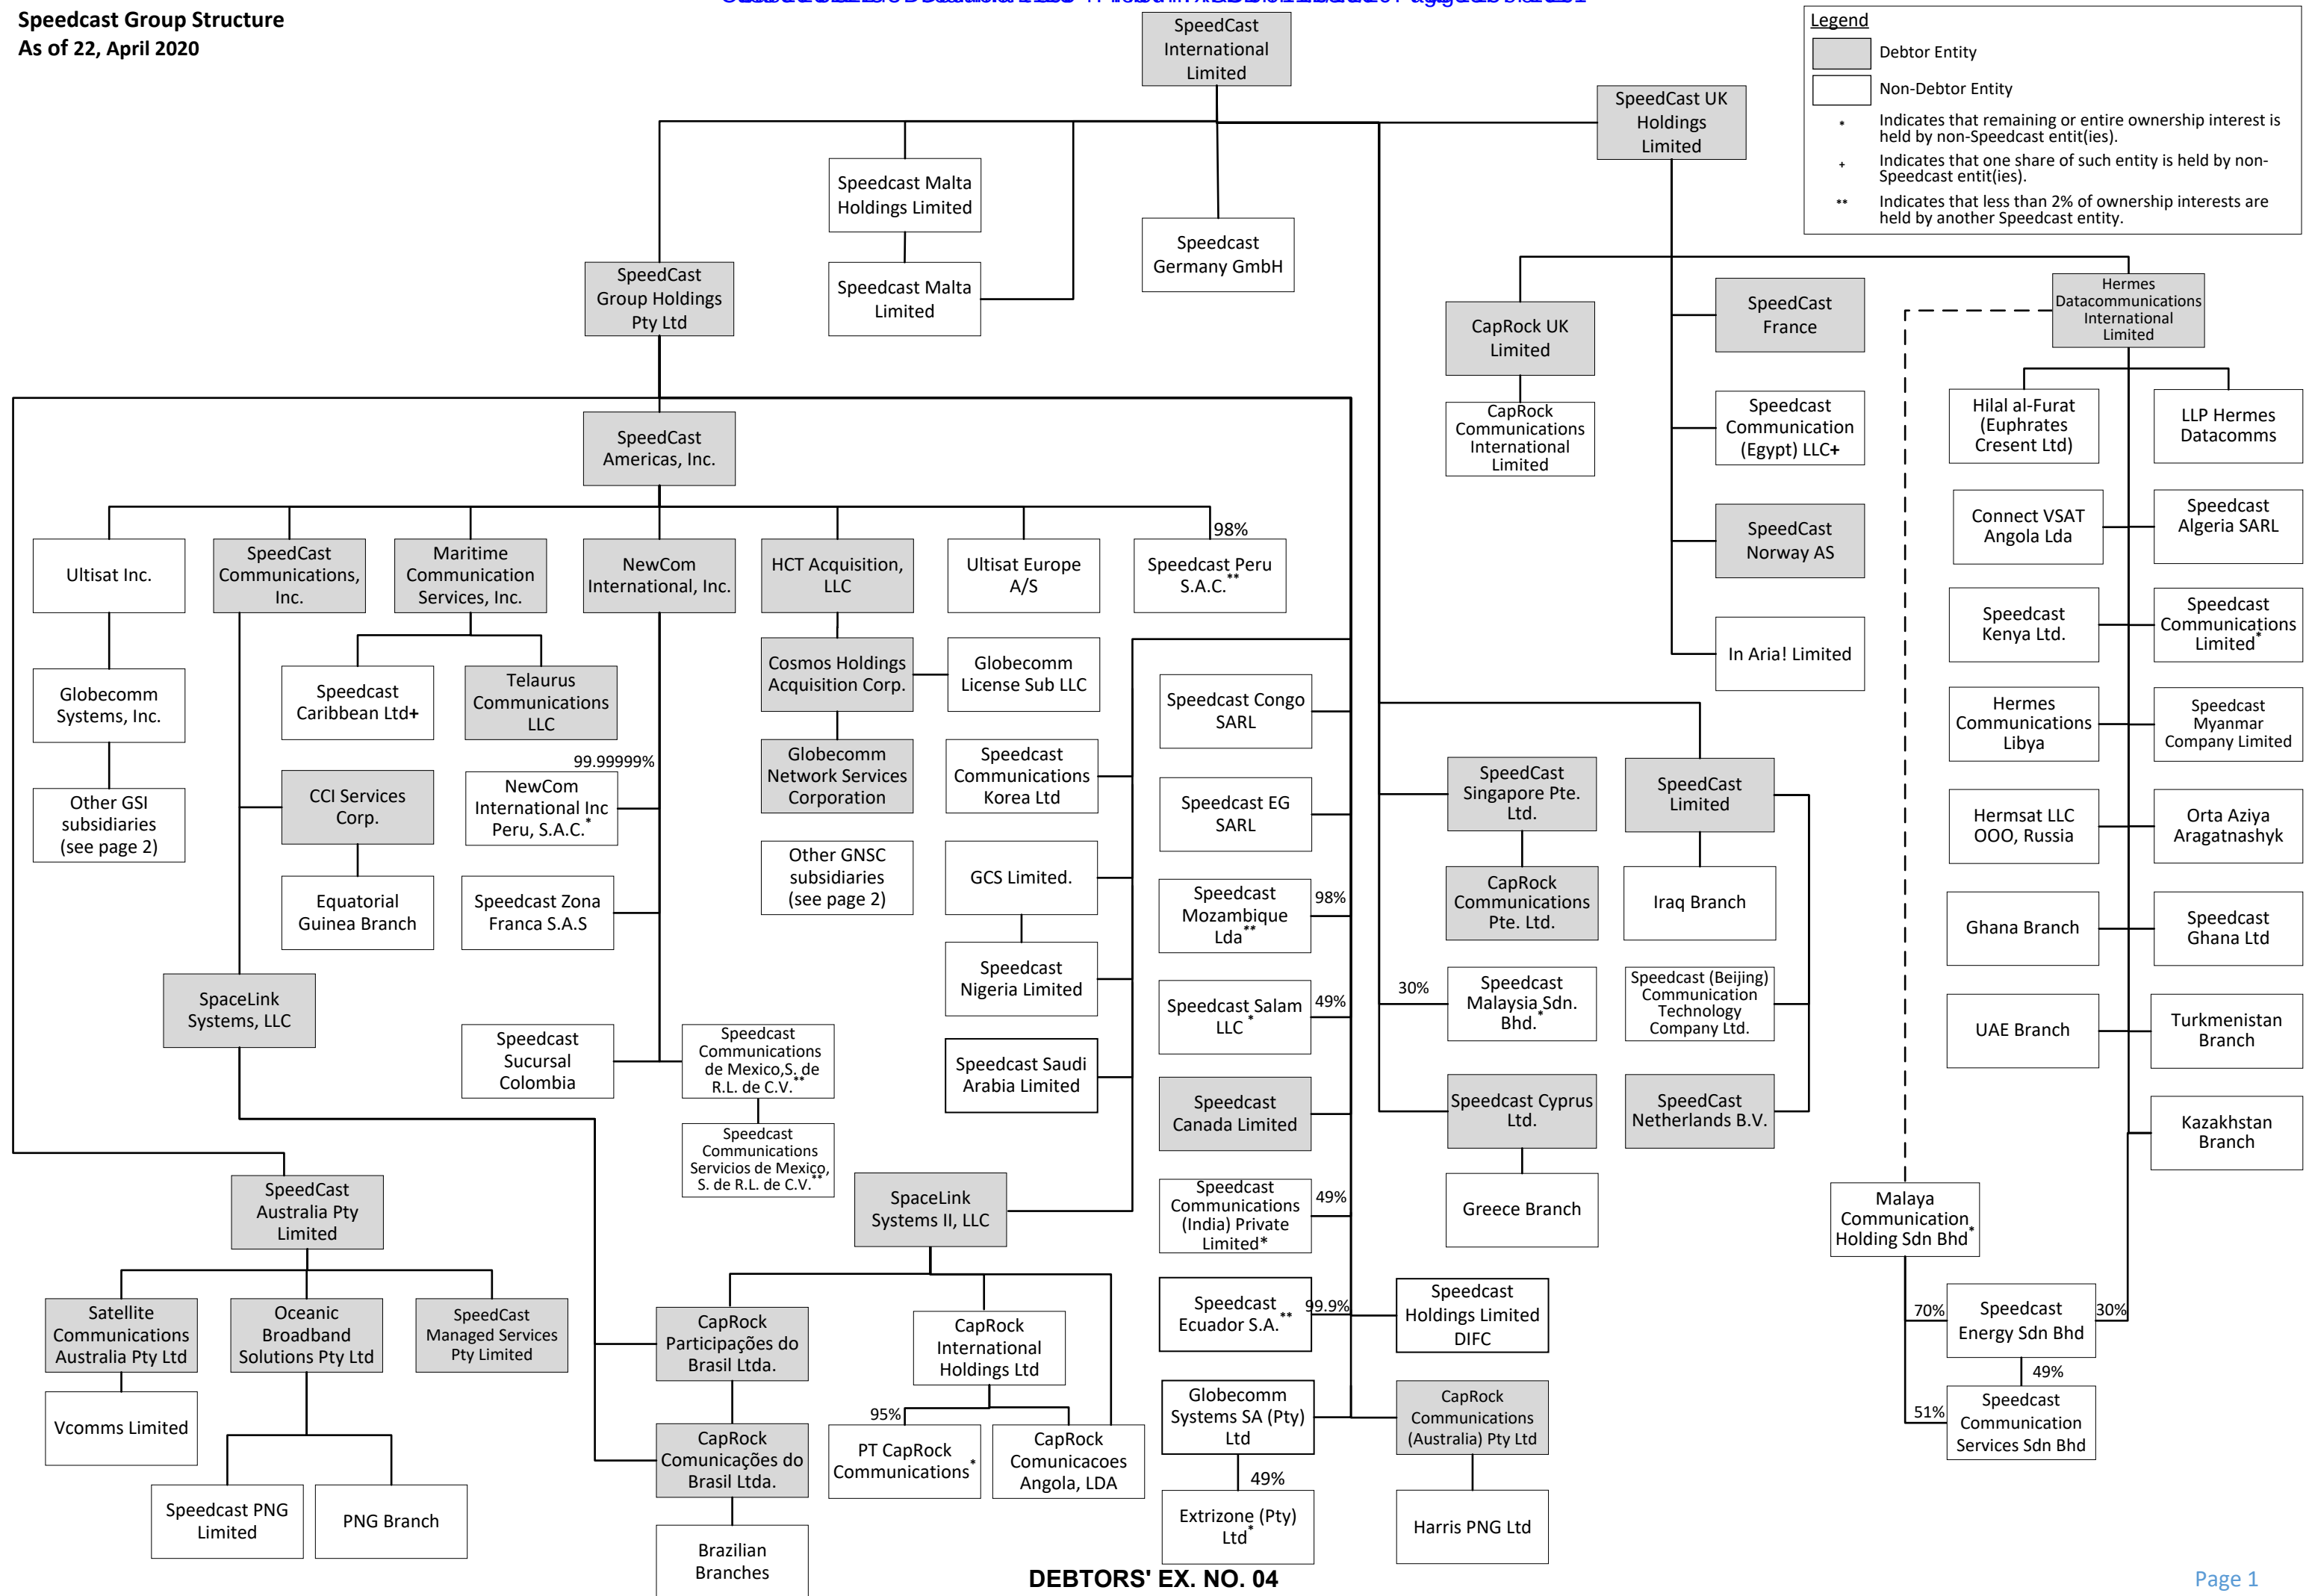 Speedcast Group Structure
As of 22, April 2020
SpeedCast
International
Limited
Legend
Debtor Entity
Non-Debtor Entity
* Indicates that remaining or entire ownership interest is
held by non-Speedcast entit(ies).
+ Indicates that one share of such entity is held by non-
Speedcast entit(ies).
** Indicates that less than 2% of ownership interests are
held by another Speedcast entity.
SpeedCast UK
Holdings
Limited
Speedcast Malta
Holdings Limited
Speedcast Malta
Limited
Speedcast
Germany GmbH
SpeedCast
Group Holdings
Pty Ltd
CapRock UK
Limited
CapRock
Communications
International
Limited
SpeedCast
France
Speedcast
Communication
(Egypt) LLC+
SpeedCast
Norway AS
In Aria! Limited
Hermes
Datacommunications
International
Limited
Hilal al-Furat
(Euphrates
Cresent Ltd)
LLP Hermes
Datacomms
Connect VSAT
Angola Lda
Speedcast
Algeria SARL
Speedcast
Kenya Ltd.
Speedcast
Communications
Limited*
Hermes
Communications
Libya
Speedcast
Myanmar
Company Limited
Hermsat LLC
OOO, Russia
Orta Aziya
Aragatnashyk
Ghana Branch
Speedcast
Ghana Ltd
UAE Branch
Turkmenistan
Branch
Kazakhstan
Branch
Malaya
Communication
Holding Sdn Bhd*
70%
Speedcast
Energy Sdn Bhd
30%
49%
51%
Speedcast
Communication
Services Sdn Bhd
SpeedCast
Americas, Inc.
Ultisat Inc.
SpeedCast
Communications,
Inc.
Maritime
Communication
Services, Inc.
NewCom
International, Inc.
HCT Acquisition,
LLC
Ultisat Europe
A/S
98%
Speedcast Peru
S.A.C.**
Globecomm
Systems, Inc.
Other GSI
subsidiaries
(see page 2)
Speedcast
Caribbean Ltd+
Telaurus
Communications
LLC
CCI Services
Corp.
Equatorial
Guinea Branch
SpaceLink
Systems, LLC
99.99999%
NewCom
International Inc
Peru, S.A.C.*
Speedcast Zona
Franca S.A.S
Speedcast
Sucursal
Colombia
Speedcast
Communications
de Mexico,S. de
R.L. de C.V.**
Speedcast
Communications
Servicios de Mexico,
S. de R.L. de C.V.**
Cosmos Holdings
Acquisition Corp.
Globecomm
License Sub LLC
Globecomm
Network Services
Corporation
Other GNSC
subsidiaries
(see page 2)
Speedcast
Communications
Korea Ltd
GCS Limited.
Speedcast
Nigeria Limited
Speedcast Saudi
Arabia Limited
SpaceLink
Systems II, LLC
Speedcast Congo
SARL
Speedcast EG
SARL
Speedcast
Mozambique
Lda**
98%
Speedcast Salam
LLC *
49%
Speedcast
Canada Limited
Speedcast
Communications
(India) Private
Limited*
49%
Speedcast
Ecuador S.A.**
99.9%
Speedcast
Holdings Limited
DIFC
Globecomm
Systems SA (Pty)
Ltd
49%
Extrizone (Pty)
Ltd*
CapRock
Communications
(Australia) Pty Ltd
Harris PNG Ltd
SpeedCast
Singapore Pte.
Ltd.
CapRock
Communications
Pte. Ltd.
30%
Speedcast
Malaysia Sdn.
Bhd.*
Speedcast Cyprus
Ltd.
Greece Branch
SpeedCast
Limited
Iraq Branch
Speedcast (Beijing)
Communication
Technology
Company Ltd.
SpeedCast
Netherlands B.V.
SpeedCast
Australia Pty
Limited
Satellite
Communications
Australia Pty Ltd
Oceanic
Broadband
Solutions Pty Ltd
SpeedCast
Managed Services
Pty Limited
Vcomms Limited
Speedcast PNG
Limited
PNG Branch
CapRock
Participações do
Brasil Ltda.
CapRock
Comunicações do
Brasil Ltda.
Brazilian
Branches
CapRock
International
Holdings Ltd
95%
PT CapRock
Communications*
CapRock
Comunicacoes
Angola, LDA
DEBTORS' EX. NO. 04
Page 1